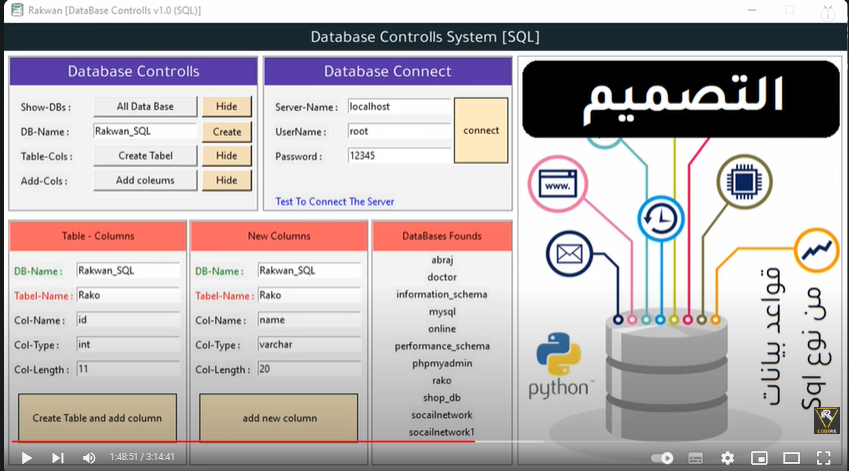 Rakwan [DataBase Controlls v1.0 (SQL)]
Database Controlls System [SQL]
Database Controlls
Show-DBs :
All Data Base
Hide
DB-Name :
Rakwan_SQL
Create
Table-Cols :
Create Tabel
Hide
Add-Cols :
Add coleums
Hide
Database Connect
Server-Name :
localhost
UserName :
root
Password :
12345
connect
Test To Connect The Server
Table - Columns
DB-Name :
Rakwan_SQL
Tabel-Name :
Rako
Col-Name :
id
Col-Type :
int
Col-Length :
11
Create Table and add column
New Columns
DB-Name :
Rakwan_SQL
Tabel-Name :
Rako
Col-Name :
name
Col-Type :
varchar
Col-Length :
20
add new column
DataBases Founds
abraj
doctor
information_schema
mysql
online
performance_schema
phpmyadmin
rako
shop_db
socailnetwork
socailnetwork1
التصميم
www.
python
قواعد بيانات
من نوع Sql
CODERK
1:48:51 / 3:14:41